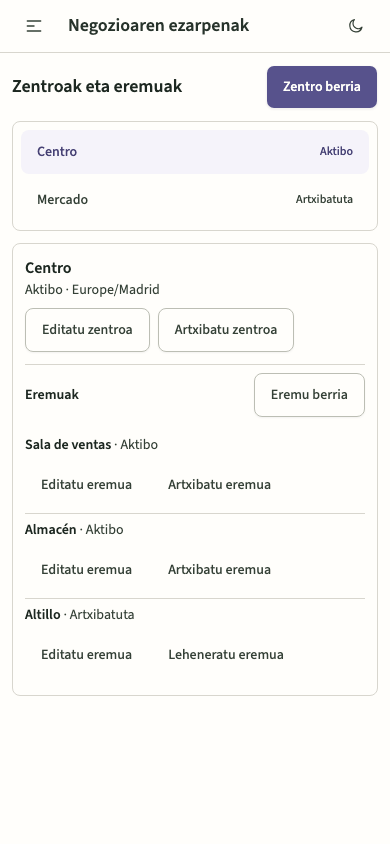 Negozioaren ezarpenak
Zentroak eta eremuak
Zentro berria
Centro Aktibo
Mercado Artxibatuta
Centro
Aktibo · Europe/Madrid
Editatu zentroa Artxibatu zentroa
Eremuak Eremu berria
Sala de ventas · Aktibo
Editatu eremua Artxibatu eremua
Almacén · Aktibo
Editatu eremua Artxibatu eremua
Altillo · Artxibatuta
Editatu eremua Leheneratu eremua